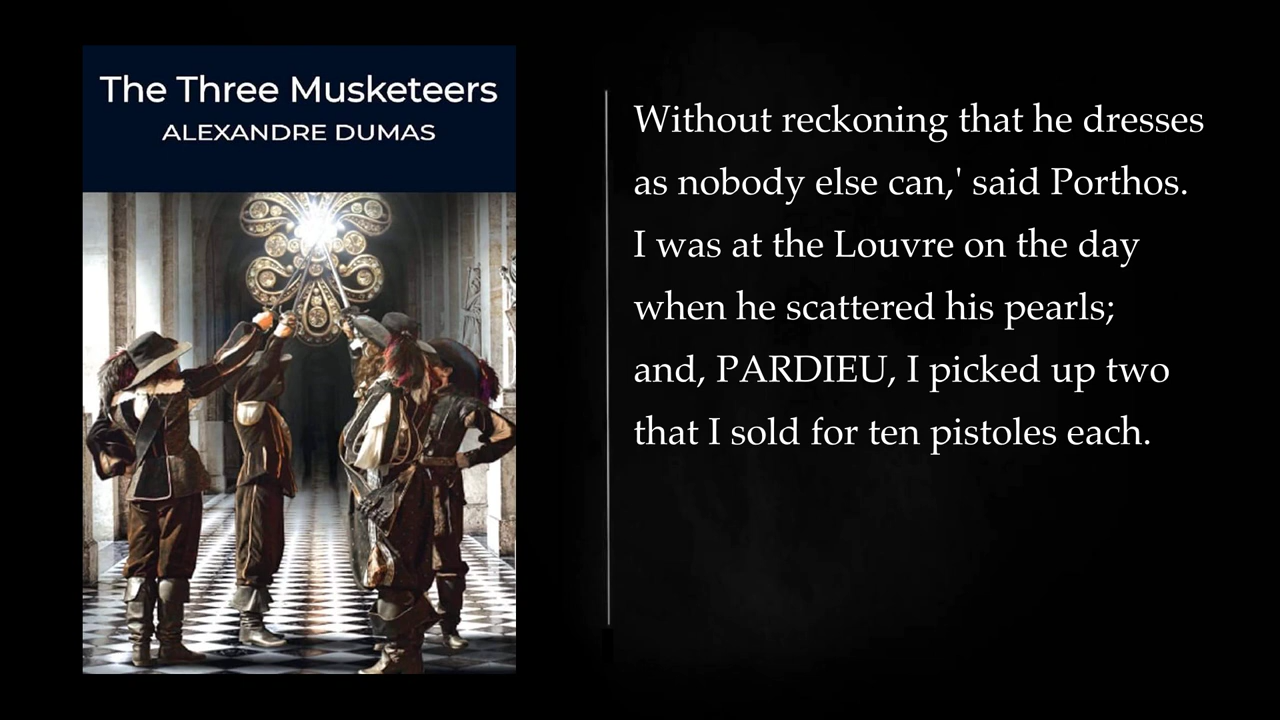 The Three Musketeers
ALEXANDRE DUMAS
Without reckoning that he dresses
as nobody else can,' said Porthos.
I was at the Louvre on the day
when he scattered his pearls;
and, PARDIEU, I picked up two
that I sold for ten pistoles each.